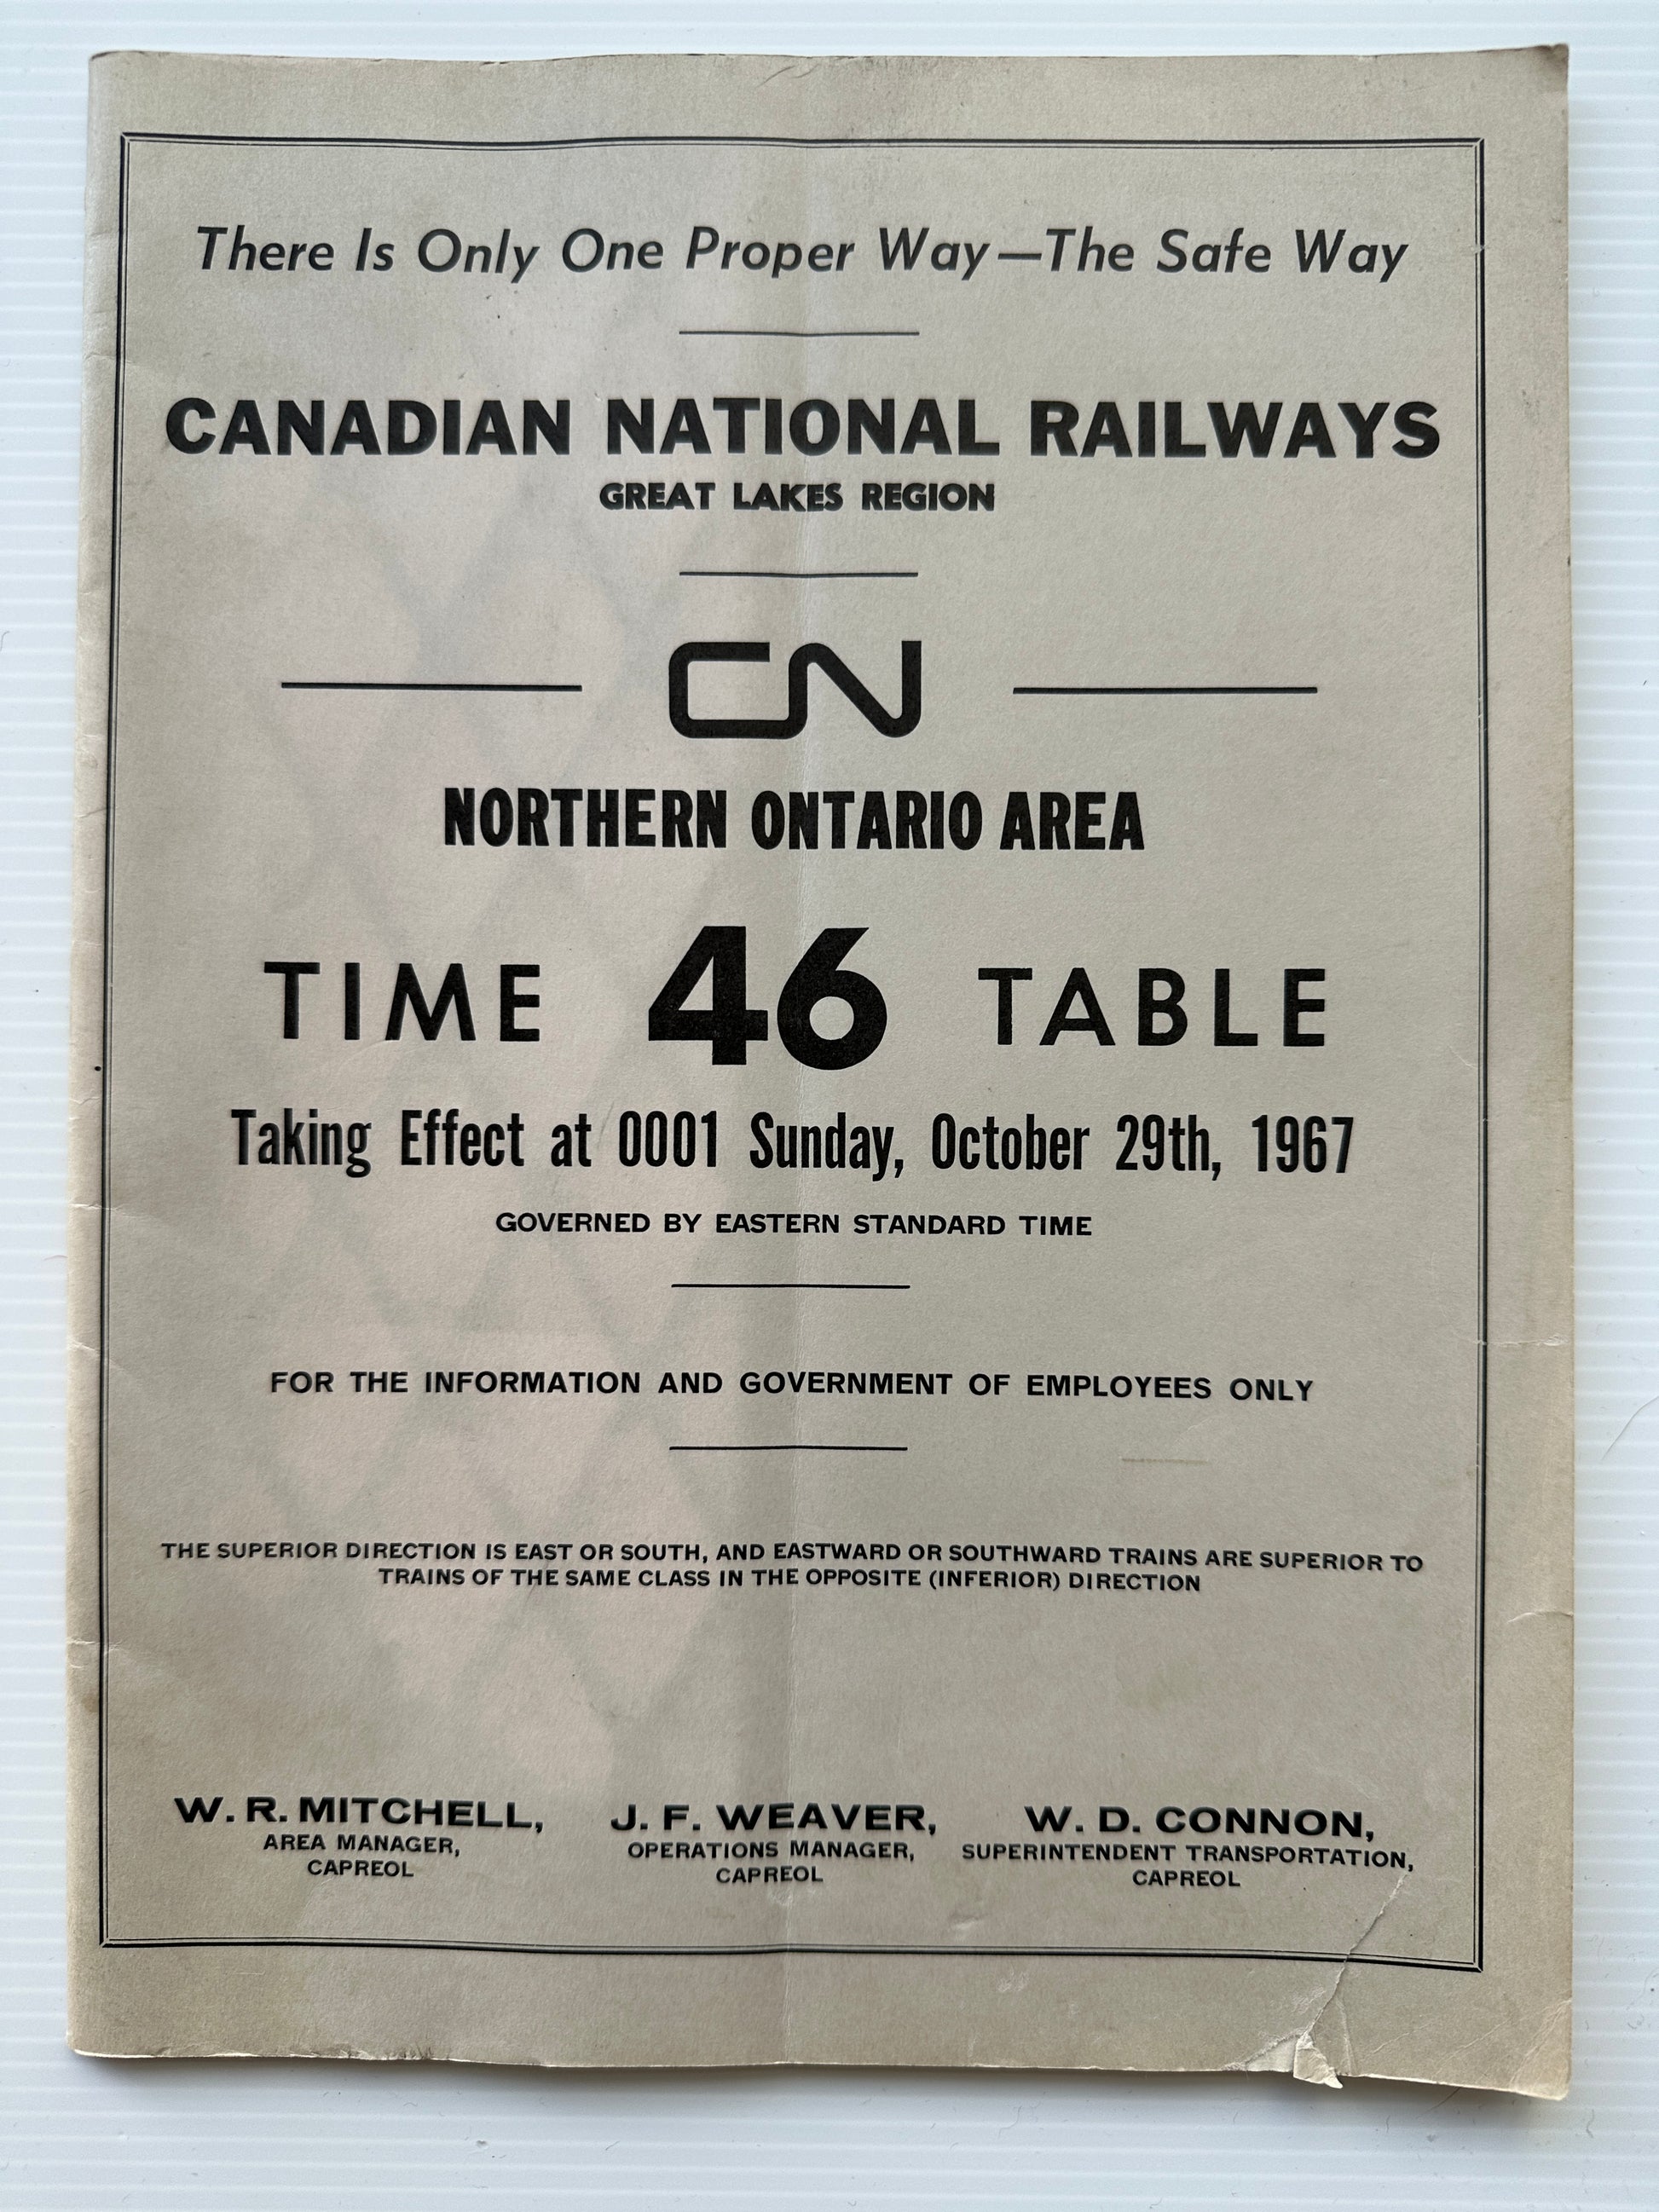 There Is Only One Proper Way—The Safe Way
CANADIAN NATIONAL RAILWAYS
GREAT LAKES REGION
CN
NORTHERN ONTARIO AREA
TIME 46 TABLE
Taking Effect at 0001 Sunday, October 29th, 1967
GOVERNED BY EASTERN STANDARD TIME
FOR THE INFORMATION AND GOVERNMENT OF EMPLOYEES ONLY
THE SUPERIOR DIRECTION IS EAST OR SOUTH, AND EASTWARD OR SOUTHWARD TRAINS ARE SUPERIOR TO
TRAINS OF THE SAME CLASS IN THE OPPOSITE (INFERIOR) DIRECTION
W. R. MITCHELL,
AREA MANAGER,
CAPREOL
J. F. WEAVER,
OPERATIONS MANAGER,
CAPREOL
W. D. CONNON,
SUPERINTENDENT TRANSPORTATION,
CAPREOL